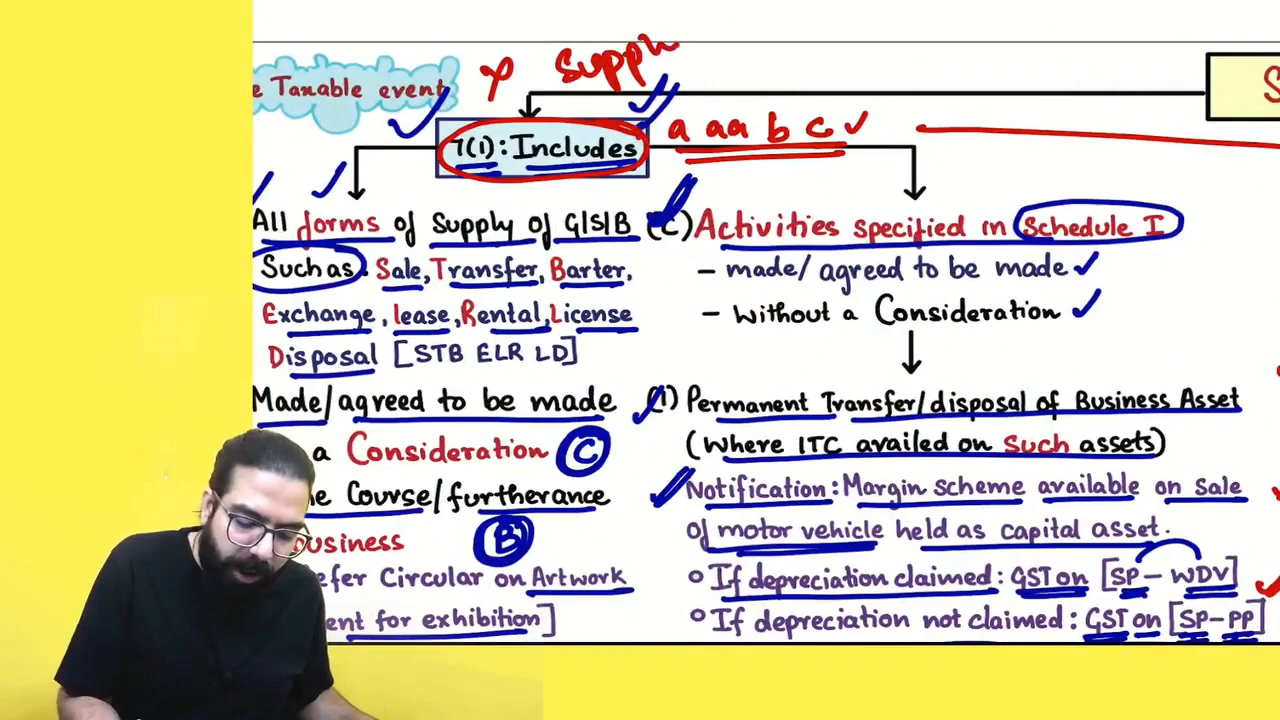 e Taxable event
Supply
a aa b c
7(1): Includes
All forms of Supply of G/S/B
Such as: Sale, Transfer, Barter,
Exchange, lease, Rental, License
Disposal [STB ELR LD]
Made/agreed to be made
a Consideration (C)
Course/furtherance
business (B)
efer Circular on Artwork
ent for exhibition]
(C) Activities specified in Schedule I
- made/agreed to be made
- without a Consideration
(1) Permanent Transfer/disposal of Business Asset
(Where ITC availed on Such assets)
Notification: Margin scheme available on sale
of motor vehicle held as capital asset.
If depreciation claimed: GST on [SP - WDV]
If depreciation not claimed: GST on [SP-PP]
S